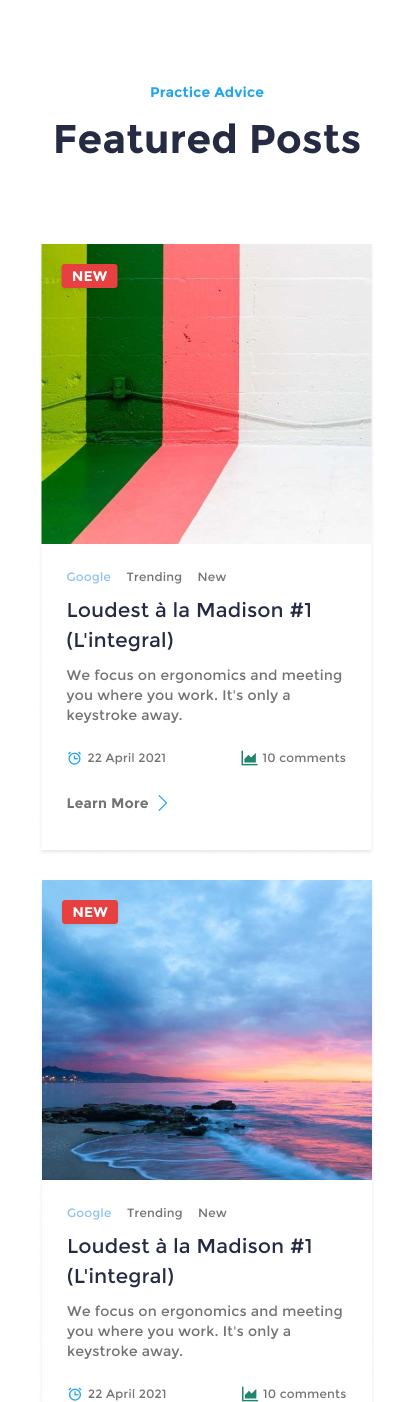 Practice Advice
Featured Posts
NEW
Google Trending New
Loudest à la Madison #1
(L'integral)
We focus on ergonomics and meeting
you where you work. It's only a
keystroke away.
22 April 2021 10 comments
Learn More
NEW
Google Trending New
Loudest à la Madison #1
(L'integral)
We focus on ergonomics and meeting
you where you work. It's only a
keystroke away.
22 April 2021 10 comments